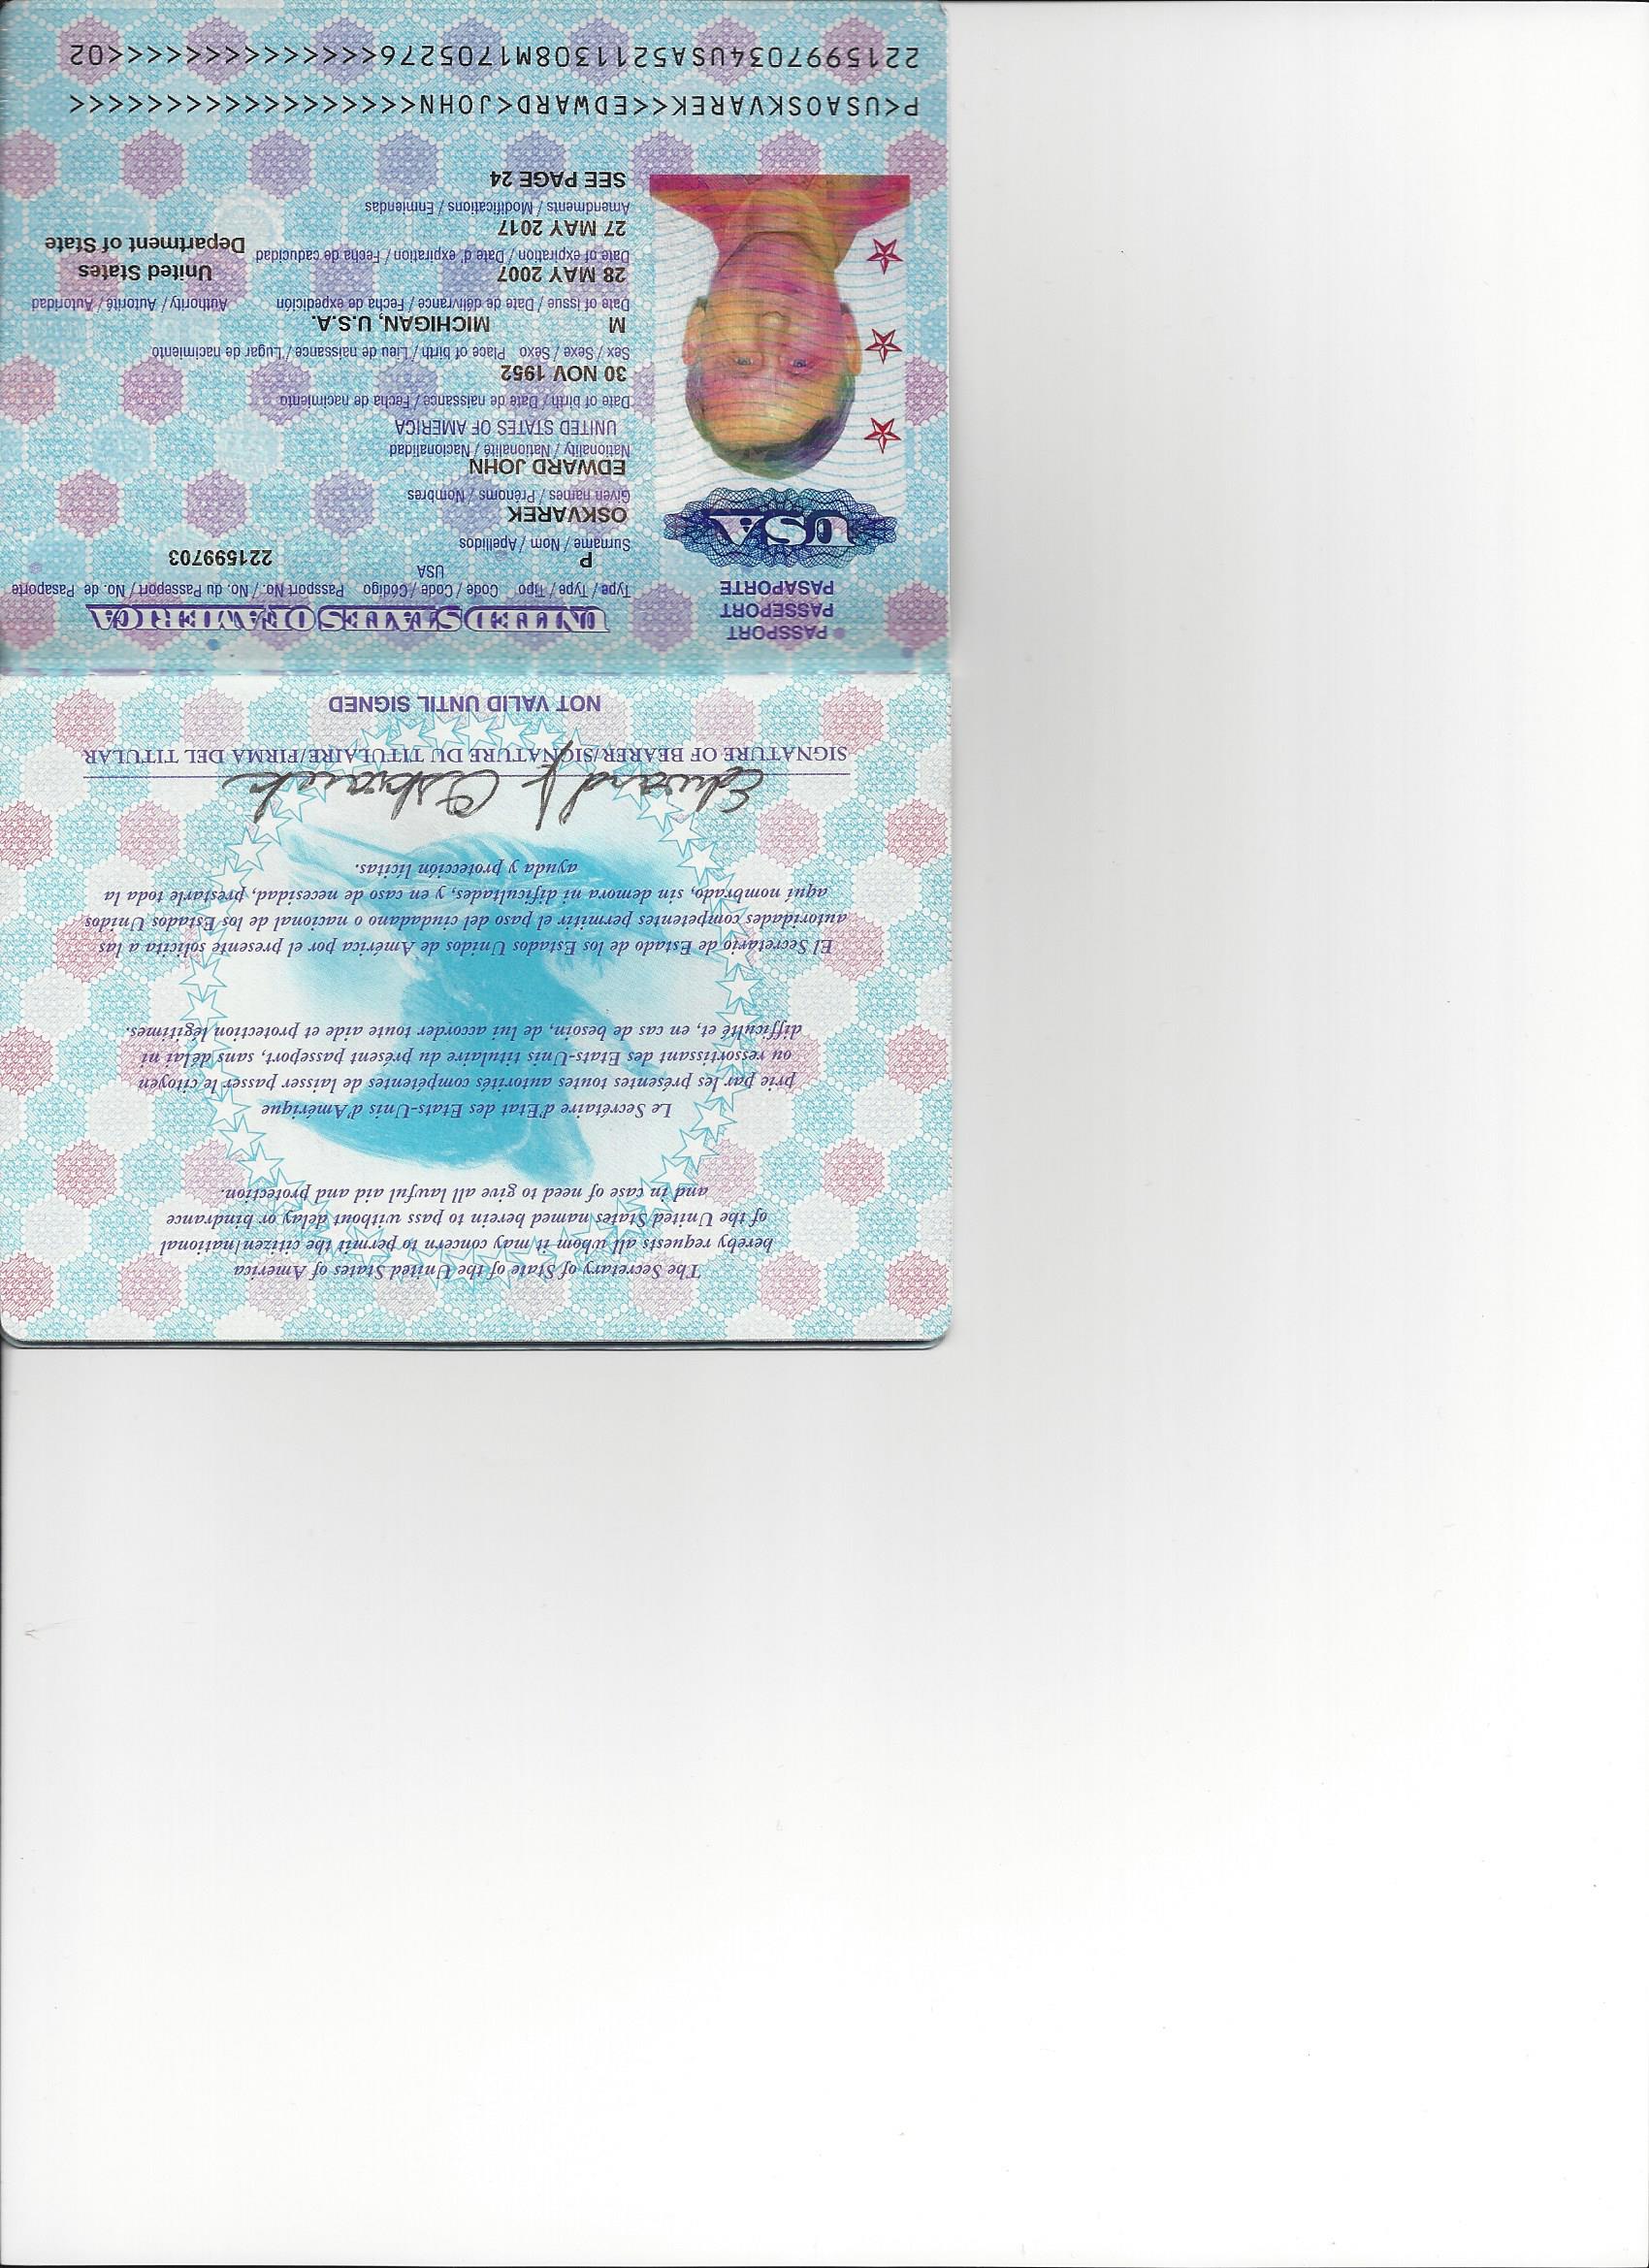 The Secretary of State of the United States of America
hereby requests all whom it may concern to permit the citizen/national
of the United States named herein to pass without delay or hindrance
and in case of need to give all lawful aid and protection.
Le Secrétaire d'Etat des Etats-Unis d'Amérique
prie par les présentes toutes autorités compétentes de laisser passer le citoyen
ou ressortissant des Etats-Unis titulaire du présent passeport, sans délai ni
difficulté et, en cas de besoin, de lui accorder toute aide et protection légitimes.
El Secretario de Estado de los Estados Unidos de América por el presente solicita a las
autoridades competentes permitir el paso del ciudadano o nacional de los Estados Unidos
aquí nombrado, sin demora ni dificultades, y en caso de necesidad, prestarle toda la
ayuda y protección lícitas.
Edward J Oskvarek
SIGNATURE OF BEARER/SIGNATURE DU TITULAIRE/FIRMA DEL TITULAR
NOT VALID UNTIL SIGNED
PASSPORT
PASSEPORT
PASAPORTE
USA
UNITED STATES OF AMERICA
Type / Type / Tipo Code / Code / Código Passport No. / No. du Passeport / No. de Pasaporte
P USA 221599703
Surname / Nom / Apellidos
OSKVAREK
Given names / Prénoms / Nombres
EDWARD JOHN
Nationality / Nationalité / Nacionalidad
UNITED STATES OF AMERICA
Date of birth / Date de naissance / Fecha de nacimiento
30 NOV 1952
Sex / Sexe / Sexo Place of birth / Lieu de naissance / Lugar de nacimiento
M MICHIGAN, U.S.A.
Date of issue / Date de délivrance / Fecha de expedición Authority / Autorité / Autoridad
28 MAY 2007 United States
Date of expiration / Date d' expiration / Fecha de caducidad Department of State
27 MAY 2017
Amendments / Modifications / Enmiendas
SEE PAGE 24
P<USAOSKVAREK<<EDWARD<JOHN<<<<<<<<<<<<<<<<<<
2215997034USA5211308M1705276<<<<<<<<<<<<<<02